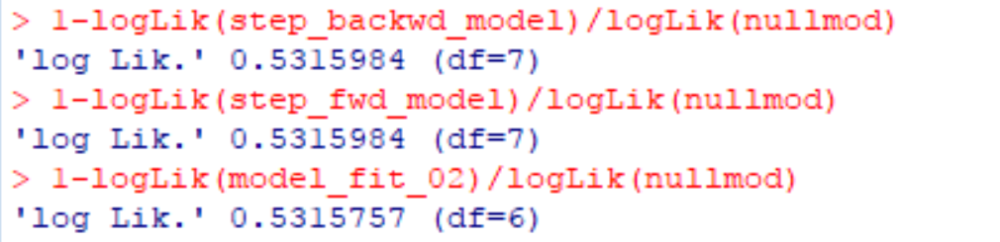 > 1-logLik(step_backwd_model)/logLik(nullmod)
'log Lik.' 0.5315984 (df=7)
> 1-logLik(step_fwd_model)/logLik(nullmod)
'log Lik.' 0.5315984 (df=7)
> 1-logLik(model_fit_02)/logLik(nullmod)
'log Lik.' 0.5315757 (df=6)